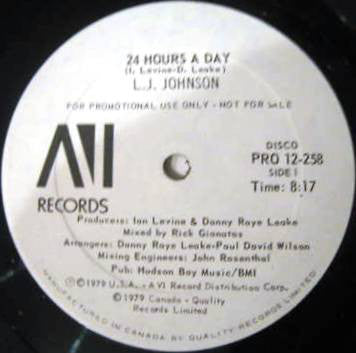 24 HOURS A DAY
(I. Levine-D. Leake)
L.J. JOHNSON
FOR PROMOTIONAL USE ONLY - NOT FOR SALE
AVI
RECORDS
DISCO
PRO 12-258
SIDE 1
Time: 8:17
Producers: Ian Levine & Danny Raye Leake
Mixed by Rick Gianatos
Arrangers: Danny Raye Leake-Paul David Wilson
Mixing Engineers: John Rosenthal
Pub: Hudson Bay Music/BMI
℗©1979 U.S.A. - AVI Record Distribution Corp.
©1979 Canada - Quality
Records Limited
MANUFACTURED IN CANADA BY QUALITY RECORDS LIMITED